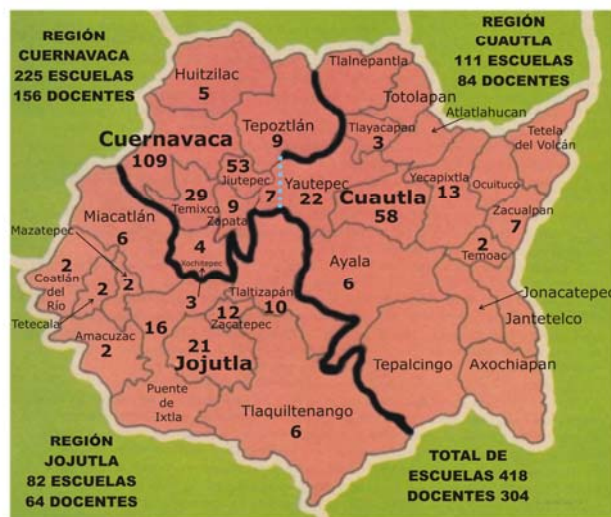 REGIÓN
CUERNAVACA
225 ESCUELAS
156 DOCENTES
REGIÓN
CUAUTLA
111 ESCUELAS
84 DOCENTES
Huitzilac
5
Tlalnepantla
Totolapan
Atlatlahucan
Tepoztlán
9
Tlayacapan
3
Tetela
del Volcán
Cuernavaca
109
53
Jiutepec
Yecapixtla
13
Ocuituco
29
Temixco
9
Zapata
7
Yautepec
22
Cuautla
58
Zacualpan
7
Miacatlán
6
4
Xochitepec
2
Temoac
Mazatepec
2
Coatlán
del
Río
2
2
Tetecala
3
Tlaltizapán
10
Ayala
6
Jonacatepec
Jantetelco
12
Zacatepec
16
Amacuzac
2
21
Jojutla
Tepalcingo
Axochiapan
Puente
de
Ixtla
Tlaquiltenango
6
REGIÓN
JOJUTLA
82 ESCUELAS
64 DOCENTES
TOTAL DE
ESCUELAS 418
DOCENTES 304